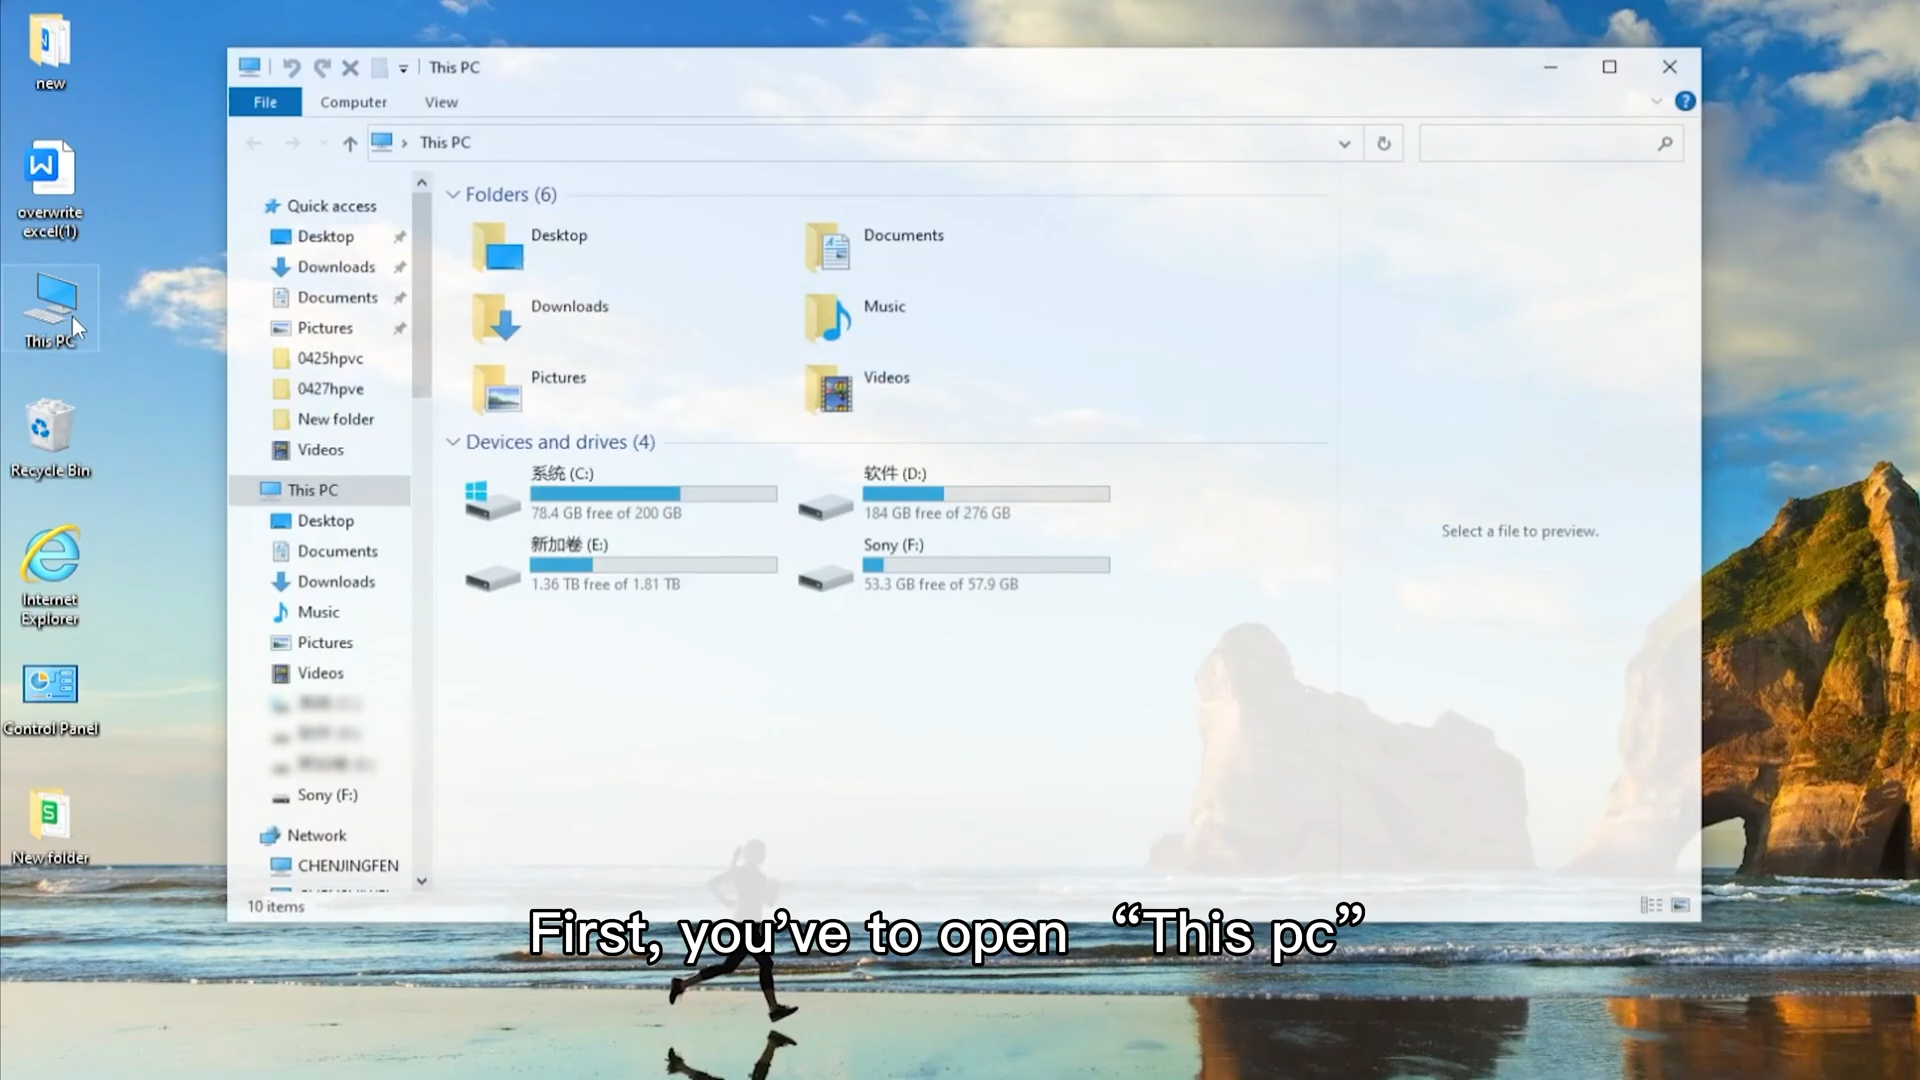 new
overwrite
excel(1)
This PC
Recycle Bin
Internet
Explorer
Control Panel
New folder
This PC
File
Computer
View
?
This PC
Quick access
Desktop
Downloads
Documents
Pictures
0425hpvc
0427hpve
New folder
Videos
This PC
Desktop
Documents
Downloads
Music
Pictures
Videos
Sony (F:)
Network
CHENJINGFEN
10 items
Folders (6)
Desktop
Documents
Downloads
Music
Pictures
Videos
Devices and drives (4)
系统 (C:)
78.4 GB free of 200 GB
软件 (D:)
184 GB free of 276 GB
新加卷 (E:)
1.36 TB free of 1.81 TB
Sony (F:)
53.3 GB free of 57.9 GB
Select a file to preview.
First, you've to open “This pc”